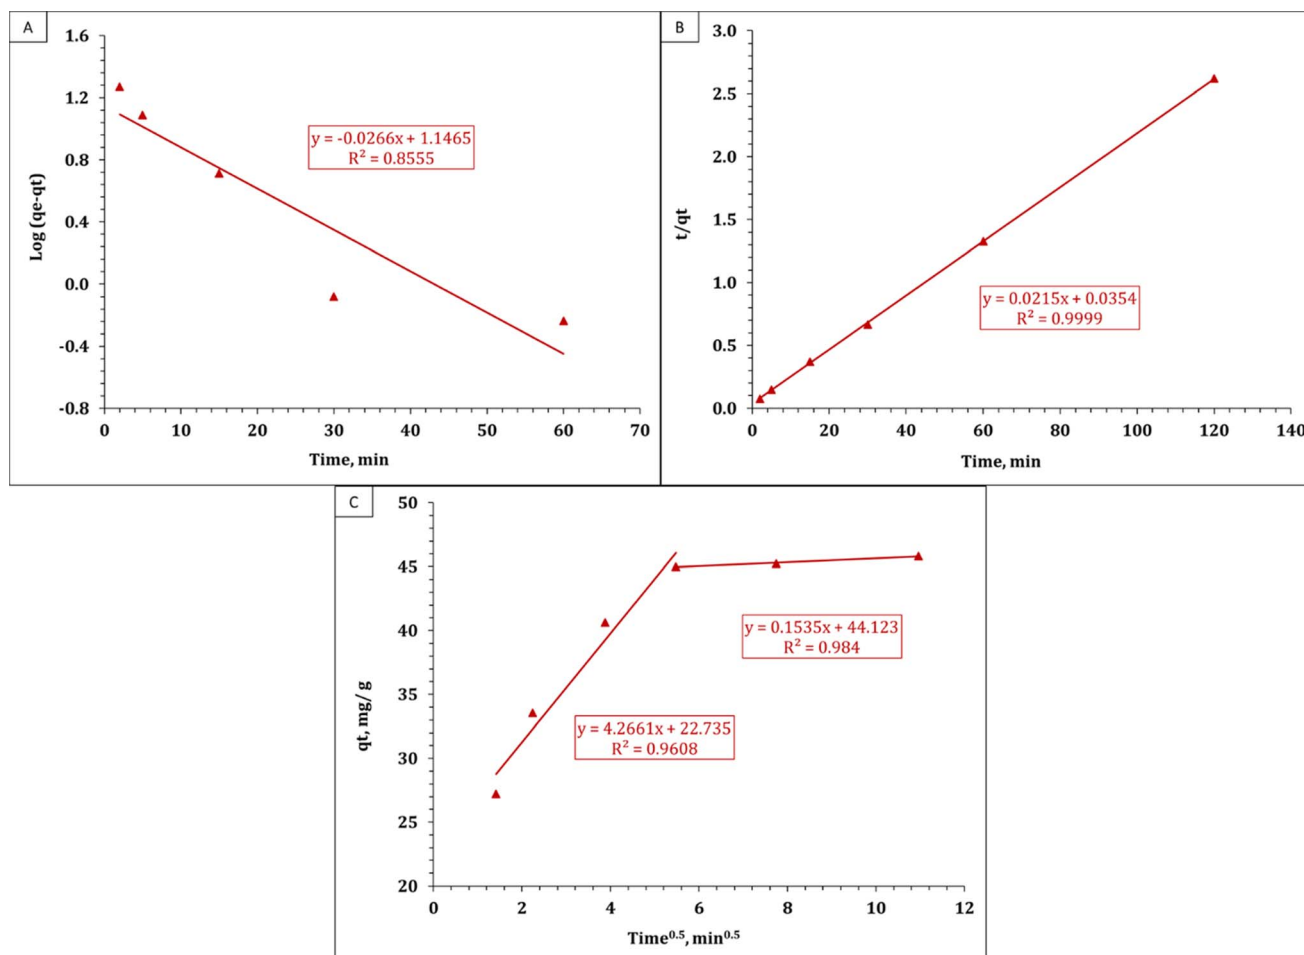 A
1.6
1.2
0.8
0.4
0.0
-0.4
-0.8
Log (qe-qt)
y = -0.0266x + 1.1465
R² = 0.8555
0 10 20 30 40 50 60 70
Time, min
B
3.0
2.5
2.0
1.5
1.0
0.5
0.0
t/qt
y = 0.0215x + 0.0354
R² = 0.9999
0 20 40 60 80 100 120 140
Time, min
C
50
45
40
35
30
25
20
qt, mg/ g
y = 0.1535x + 44.123
R² = 0.984
y = 4.2661x + 22.735
R² = 0.9608
0 2 4 6 8 10 12
Time^0.5, min^0.5